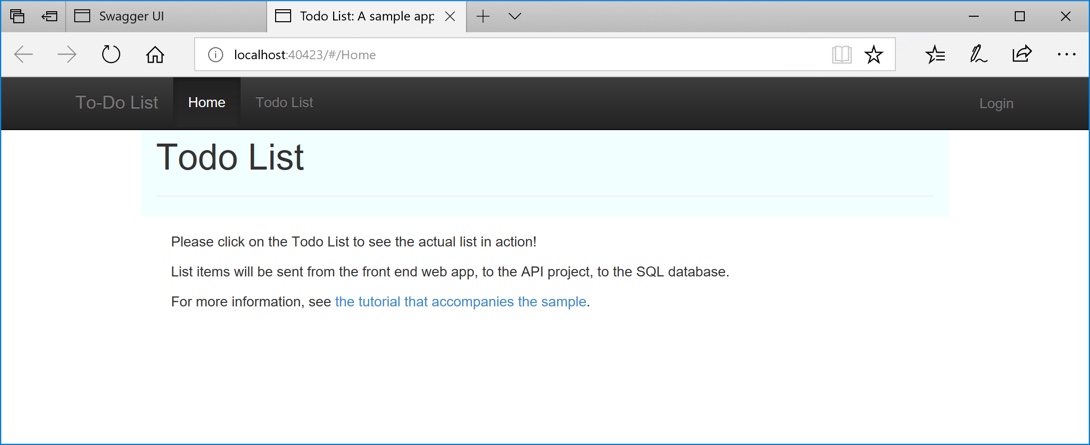 Swagger UI
Todo List: A sample app
localhost:40423/#/Home
To-Do List Home Todo List Login
Todo List
Please click on the Todo List to see the actual list in action!
List items will be sent from the front end web app, to the API project, to the SQL database.
For more information, see the tutorial that accompanies the sample.